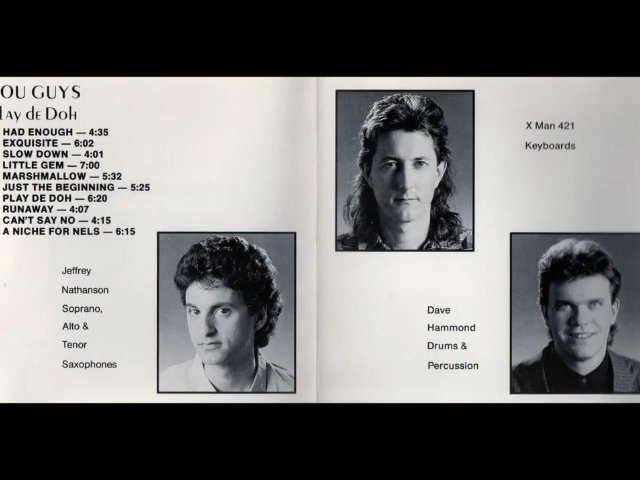 OU GUYS
lay de Doh
HAD ENOUGH — 4:35
EXQUISITE — 6:02
SLOW DOWN — 4:01
LITTLE GEM — 7:00
MARSHMALLOW — 5:32
JUST THE BEGINNING — 5:25
PLAY DE DOH — 6:20
RUNAWAY — 4:07
CAN'T SAY NO — 4:15
A NICHE FOR NELS — 6:15
Jeffrey
Nathanson
Soprano,
Alto &
Tenor
Saxophones
X Man 421
Keyboards
Dave
Hammond
Drums &
Percussion